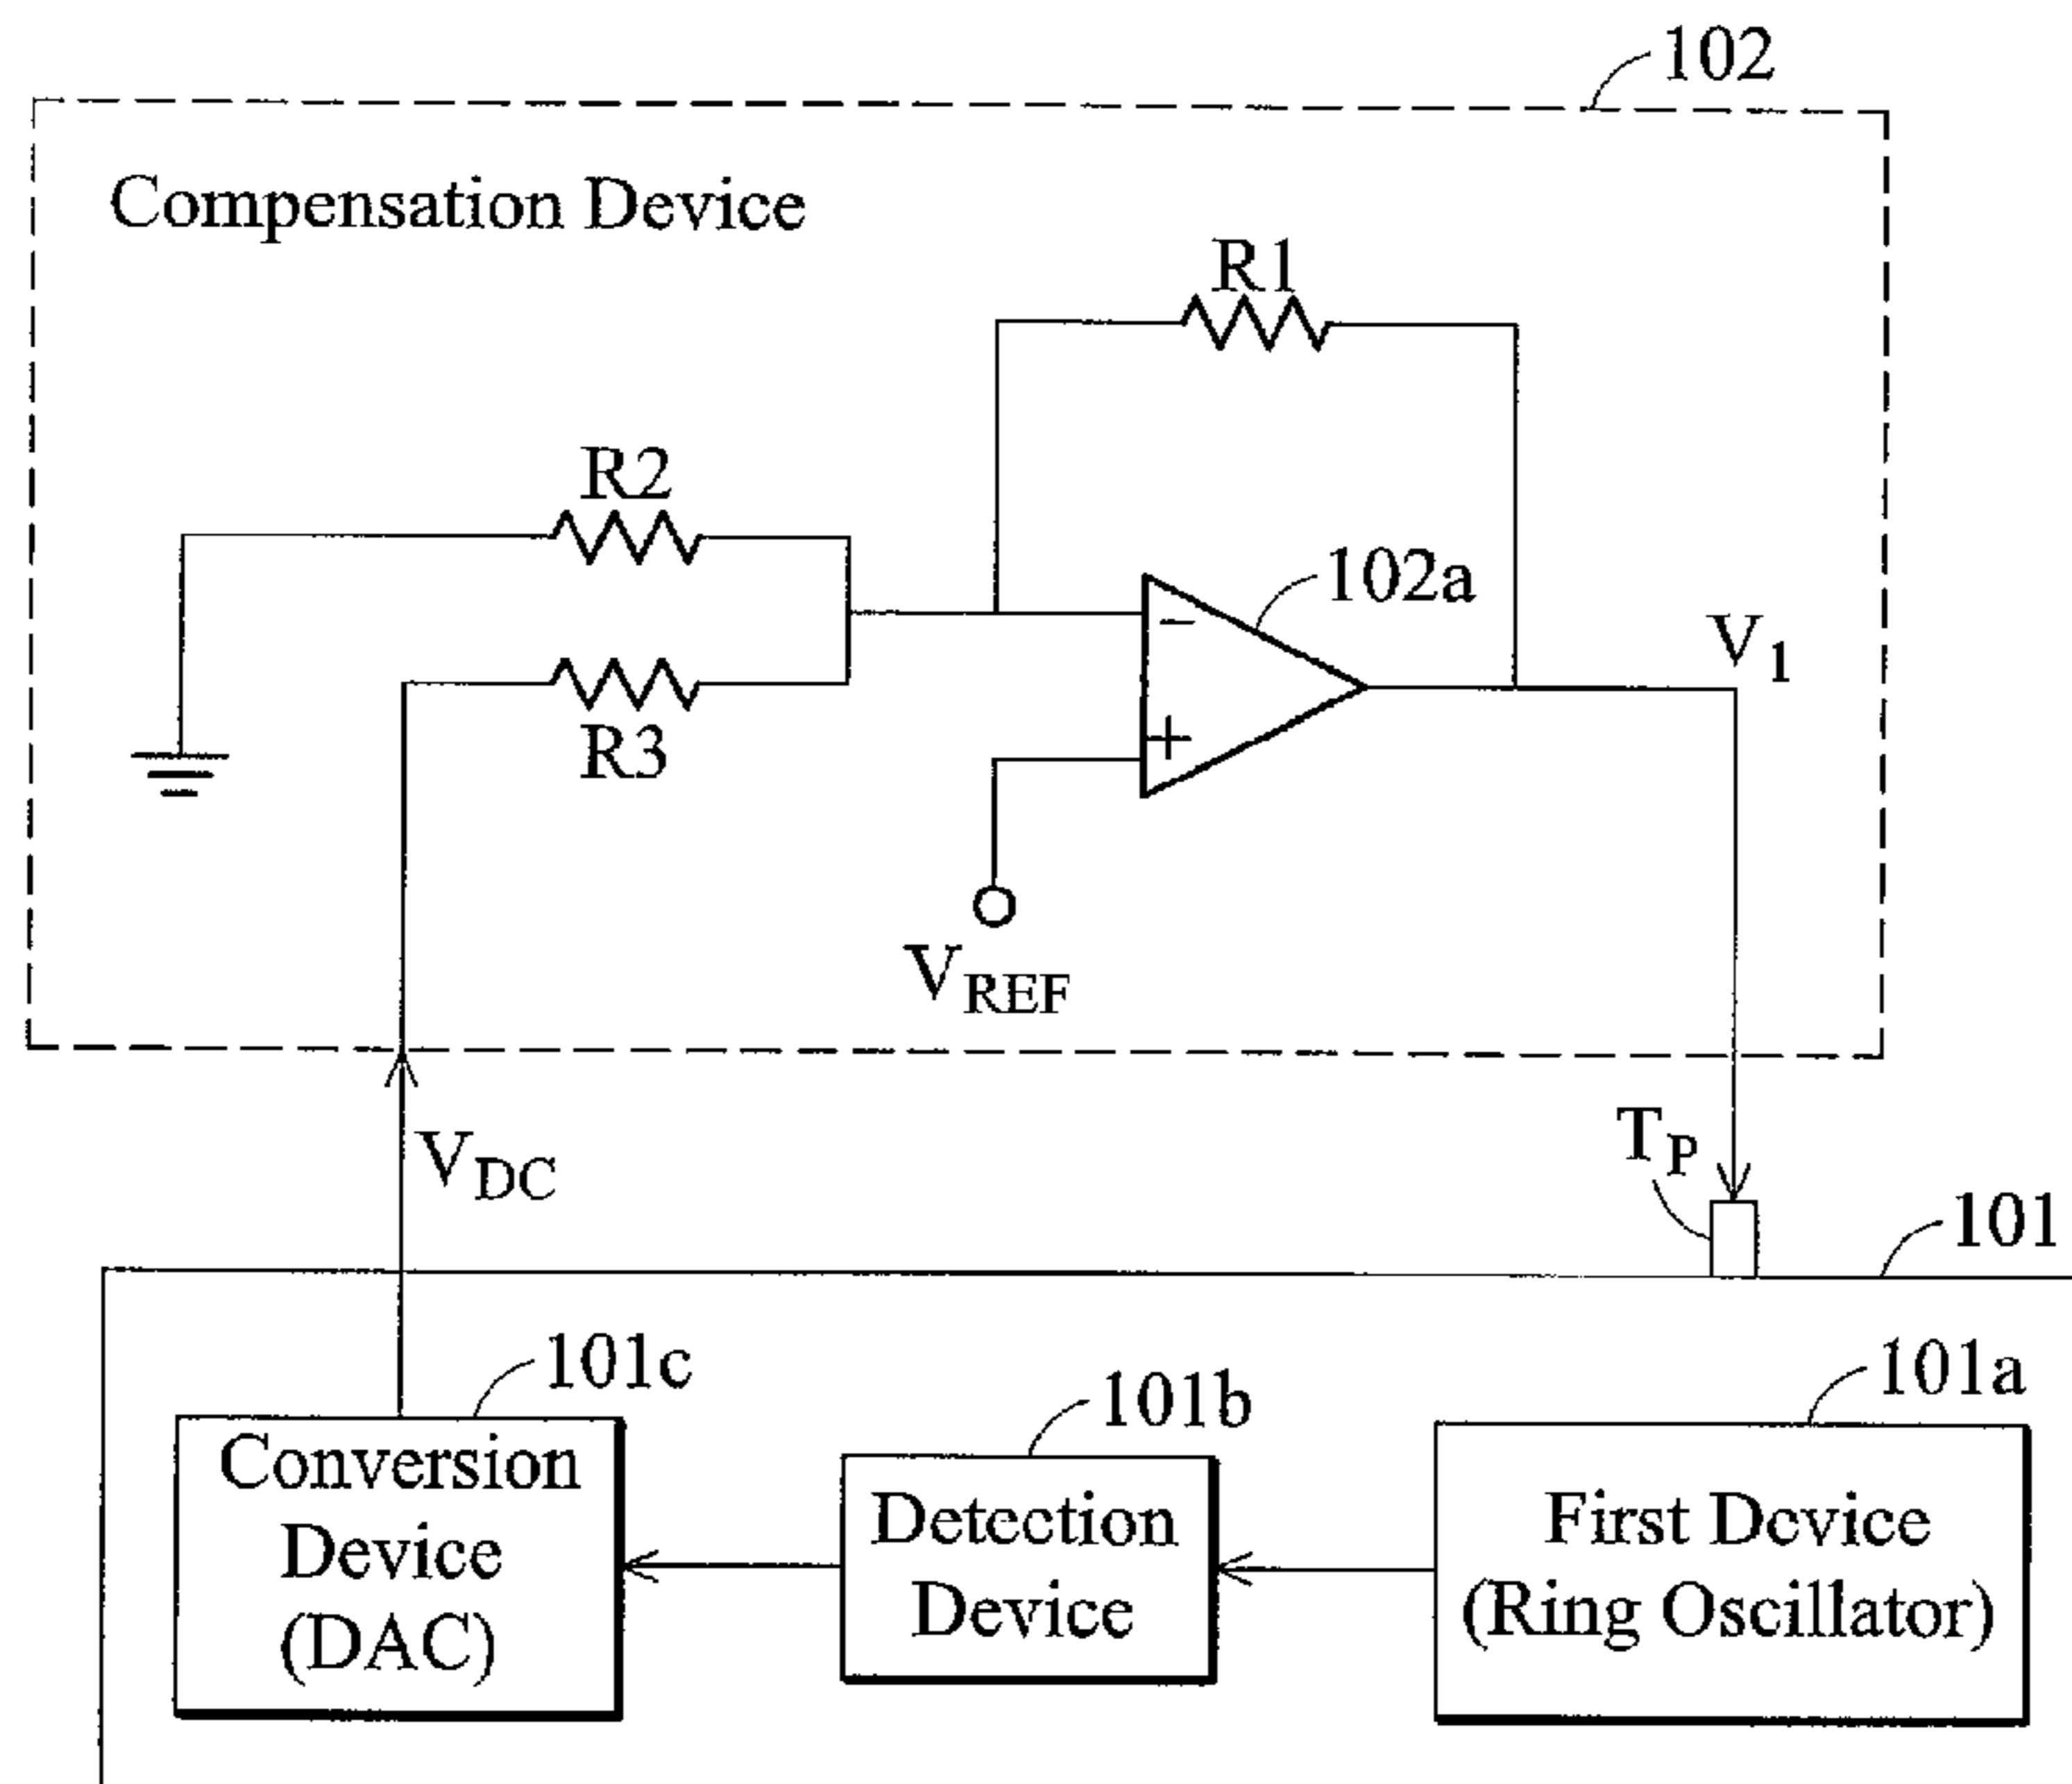 102
Compensation Device
R1
R2
102a
V1
R3
VREF
VDC
TP
101
101c
101b
101a
Conversion
Device
(DAC)
Detection
Device
First Device
(Ring Oscillator)